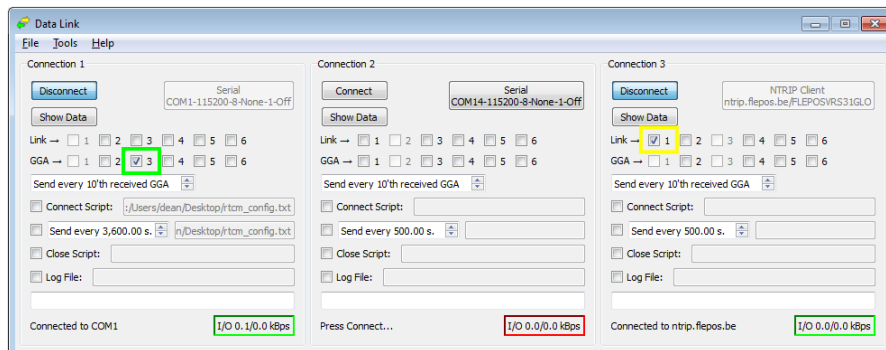 Data Link
File Tools Help
Connection 1
Disconnect
Serial
COM1-115200-8-None-1-Off
Show Data
Link → 1 2 3 4 5 6
GGA → 1 2 3 4 5 6
Send every 10'th received GGA
Connect Script: :/Users/dean/Desktop/rtcm_config.txt
Send every 3,600.00 s. n/Desktop/rtcm_config.txt
Close Script:
Log File:
Connected to COM1 I/O 0.1/0.0 kBps
Connection 2
Connect
Serial
COM14-115200-8-None-1-Off
Show Data
Link → 1 2 3 4 5 6
GGA → 1 2 3 4 5 6
Send every 10'th received GGA
Connect Script:
Send every 500.00 s.
Close Script:
Log File:
Press Connect... I/O 0.0/0.0 kBps
Connection 3
Disconnect
NTRIP Client
ntrip.flepos.be/FLEPOSVRS31GLO
Show Data
Link → 1 2 3 4 5 6
GGA → 1 2 3 4 5 6
Send every 10'th received GGA
Connect Script:
Send every 500.00 s.
Close Script:
Log File:
Connected to ntrip.flepos.be I/O 0.0/0.0 kBps